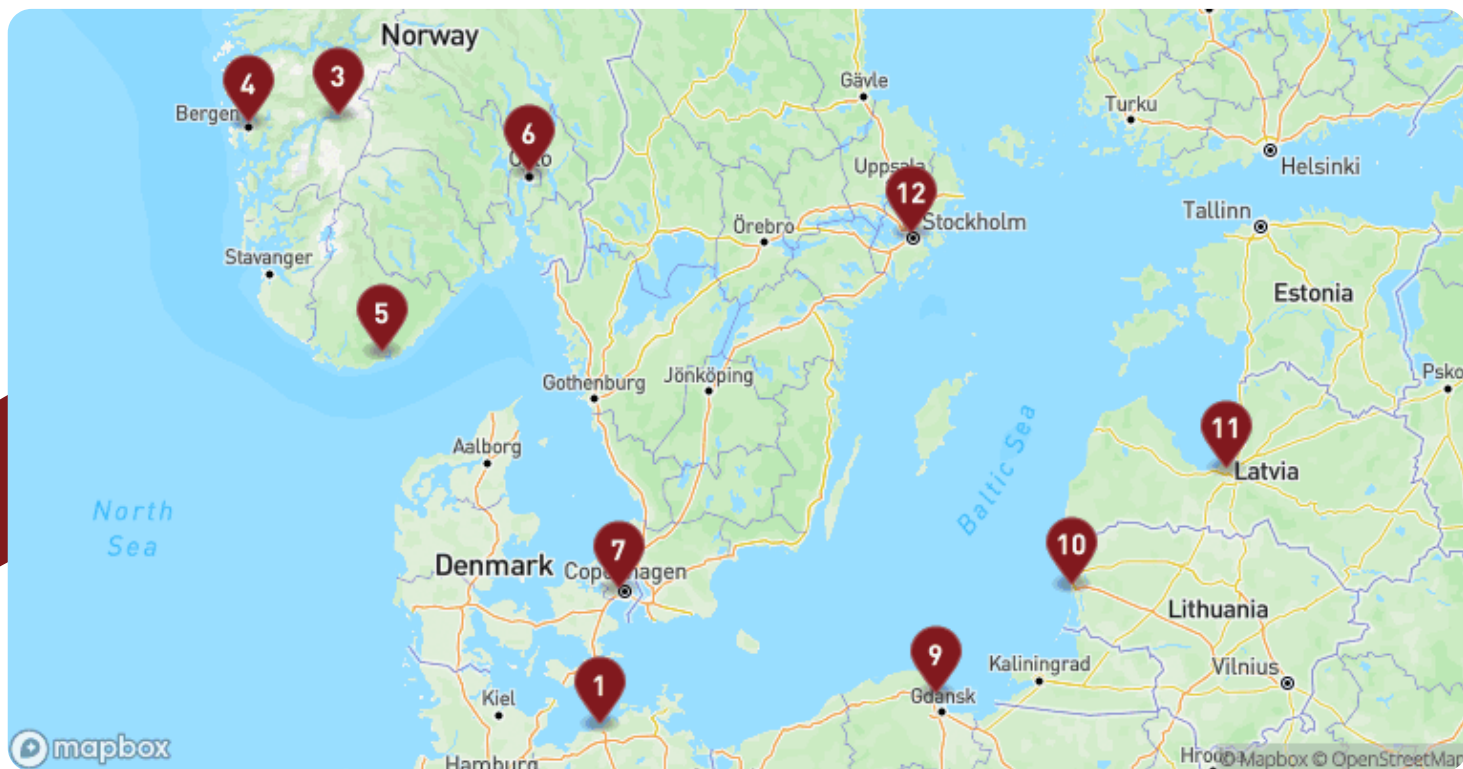 Norway
4
3
Bergen
6
Gävle
Turku
Helsinki
Uppsala
12
Stockholm
Tallinn
Örebro
Stavanger
Estonia
5
Gothenburg
Jönköping
Aalborg
11
Latvia
North
Sea
Baltic Sea
10
7
Denmark
Copenhagen
Lithuania
9
Kaliningrad
Vilnius
1
Kiel
Gdansk
mapbox
Hamburg
© Mapbox © OpenStreetMap